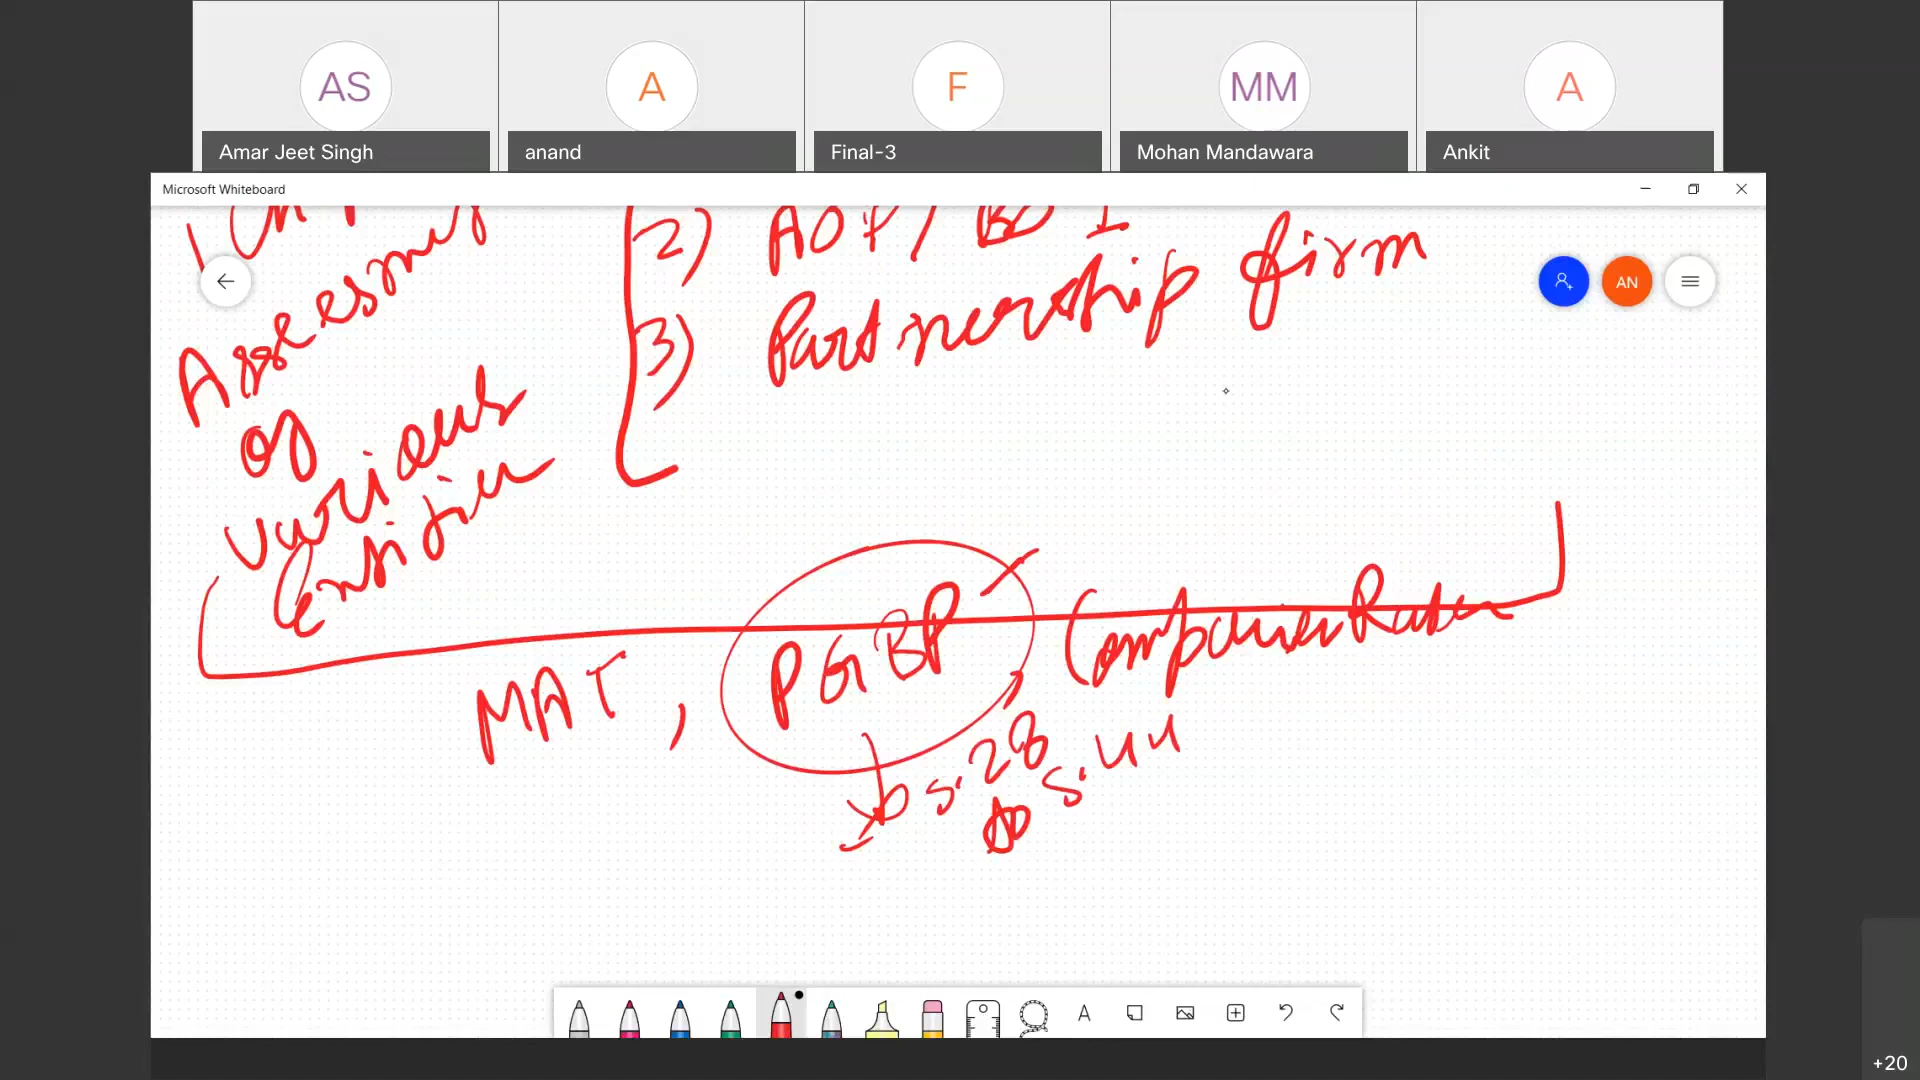 AS
A
F
MM
A
Amar Jeet Singh
anand
Final-3
Mohan Mandawara
Ankit
Microsoft Whiteboard
AN
2) AOP/ BOI
3) Partnership firm
Assessment
of
various
Entities
MAT, PGBP Companies Rates
s.28
to s.44
A
+20